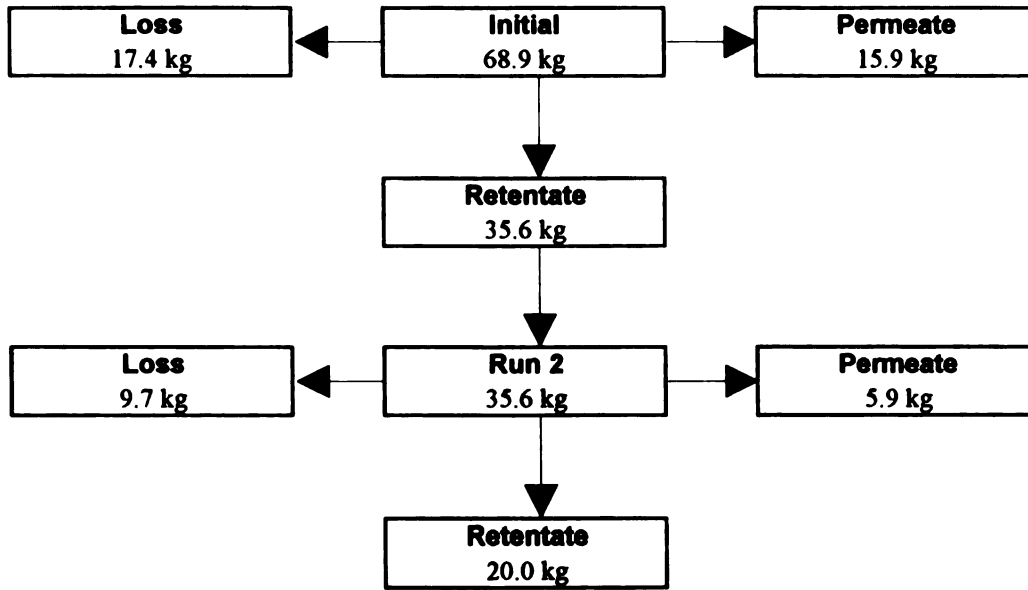 Loss
17.4 kg
Initial
68.9 kg
Permeate
15.9 kg
Retentate
35.6 kg
Loss
9.7 kg
Run 2
35.6 kg
Permeate
5.9 kg
Retentate
20.0 kg